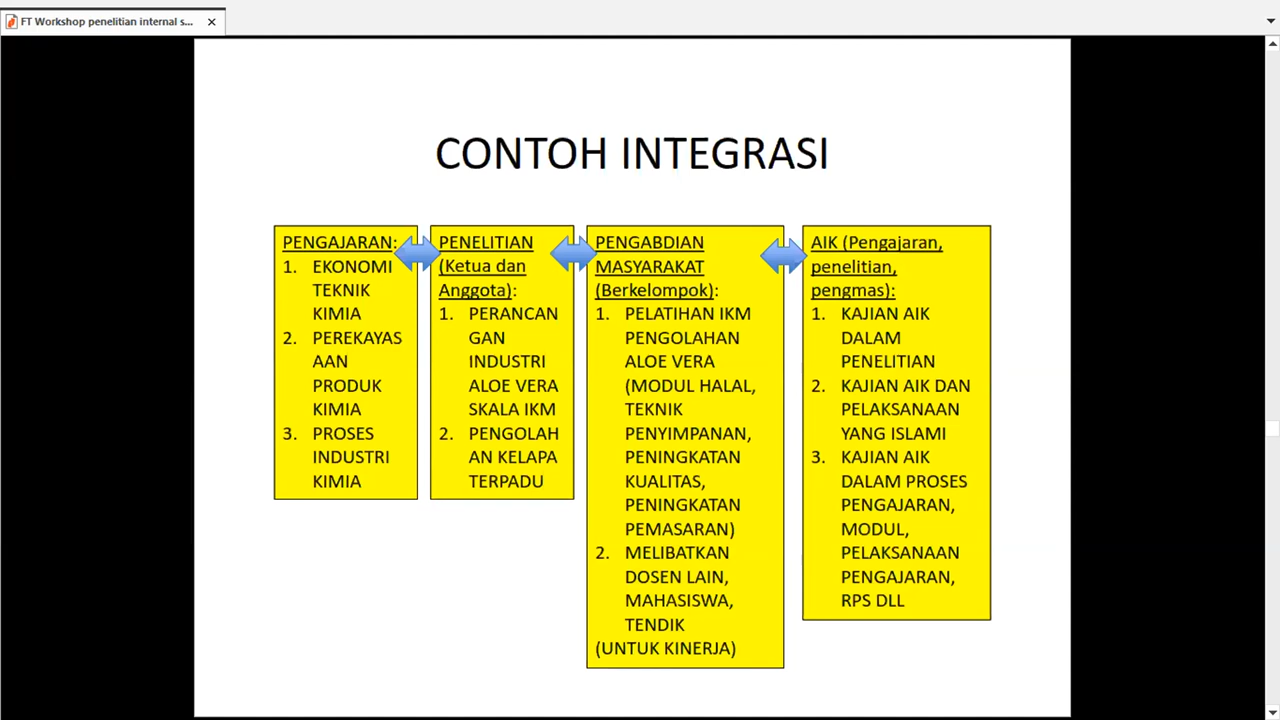 FT Workshop penelitian internal s...
CONTOH INTEGRASI
PENGAJARAN:
1. EKONOMI
TEKNIK
KIMIA
2. PEREKAYAS
AAN
PRODUK
KIMIA
3. PROSES
INDUSTRI
KIMIA
PENELITIAN
(Ketua dan
Anggota):
1. PERANCAN
GAN
INDUSTRI
ALOE VERA
SKALA IKM
2. PENGOLAH
AN KELAPA
TERPADU
PENGABDIAN
MASYARAKAT
(Berkelompok):
1. PELATIHAN IKM
PENGOLAHAN
ALOE VERA
(MODUL HALAL,
TEKNIK
PENYIMPANAN,
PENINGKATAN
KUALITAS,
PENINGKATAN
PEMASARAN)
2. MELIBATKAN
DOSEN LAIN,
MAHASISWA,
TENDIK
(UNTUK KINERJA)
AIK (Pengajaran,
penelitian,
pengmas):
1. KAJIAN AIK
DALAM
PENELITIAN
2. KAJIAN AIK DAN
PELAKSANAAN
YANG ISLAMI
3. KAJIAN AIK
DALAM PROSES
PENGAJARAN,
MODUL,
PELAKSANAAN
PENGAJARAN,
RPS DLL